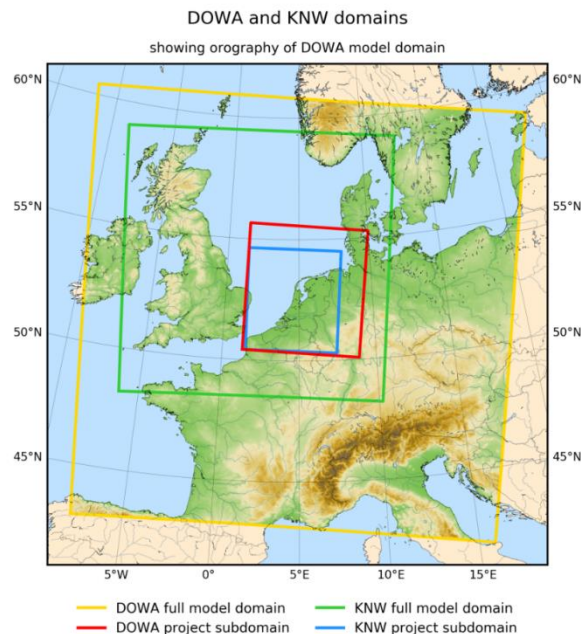 DOWA and KNW domains
showing orography of DOWA model domain
60°N
60°N
55°N
55°N
50°N
50°N
45°N
45°N
5°W
0°
5°E
10°E
15°E
DOWA full model domain
KNW full model domain
DOWA project subdomain
KNW project subdomain